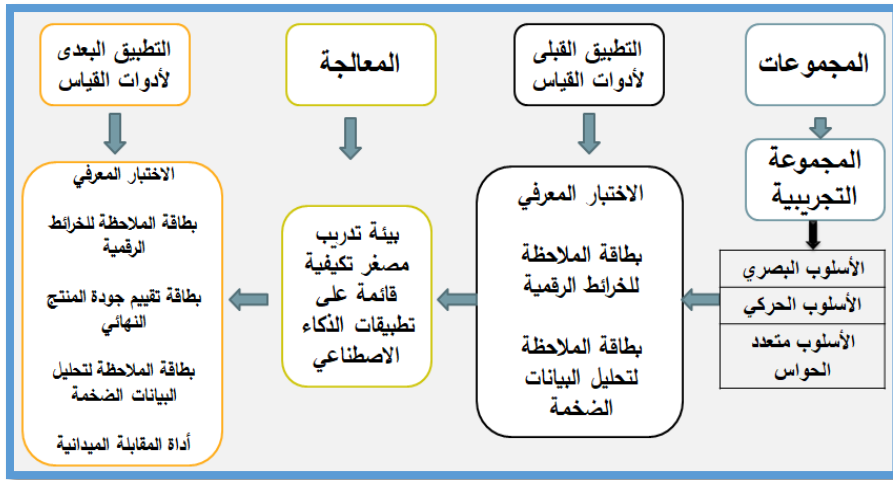 المجموعات
المجموعة
التجريبية
الأسلوب البصري
الأسلوب الحركي
الأسلوب متعدد
الحواس
التطبيق القبلى
لأدوات القياس
الاختبار المعرفي
بطاقة الملاحظة
للخرائط الرقمية
بطاقة الملاحظة
لتحليل البيانات
الضخمة
المعالجة
بيئة تدريب
مصغر تكيفية
قائمة على
تطبيقات الذكاء
الاصطناعي
التطبيق البعدى
لأدوات القياس
الاختبار المعرفي
بطاقة الملاحظة للخرائط
الرقمية
بطاقة تقييم جودة المنتج
النهائي
بطاقة الملاحظة لتحليل
البيانات الضخمة
أداة المقابلة الميدانية